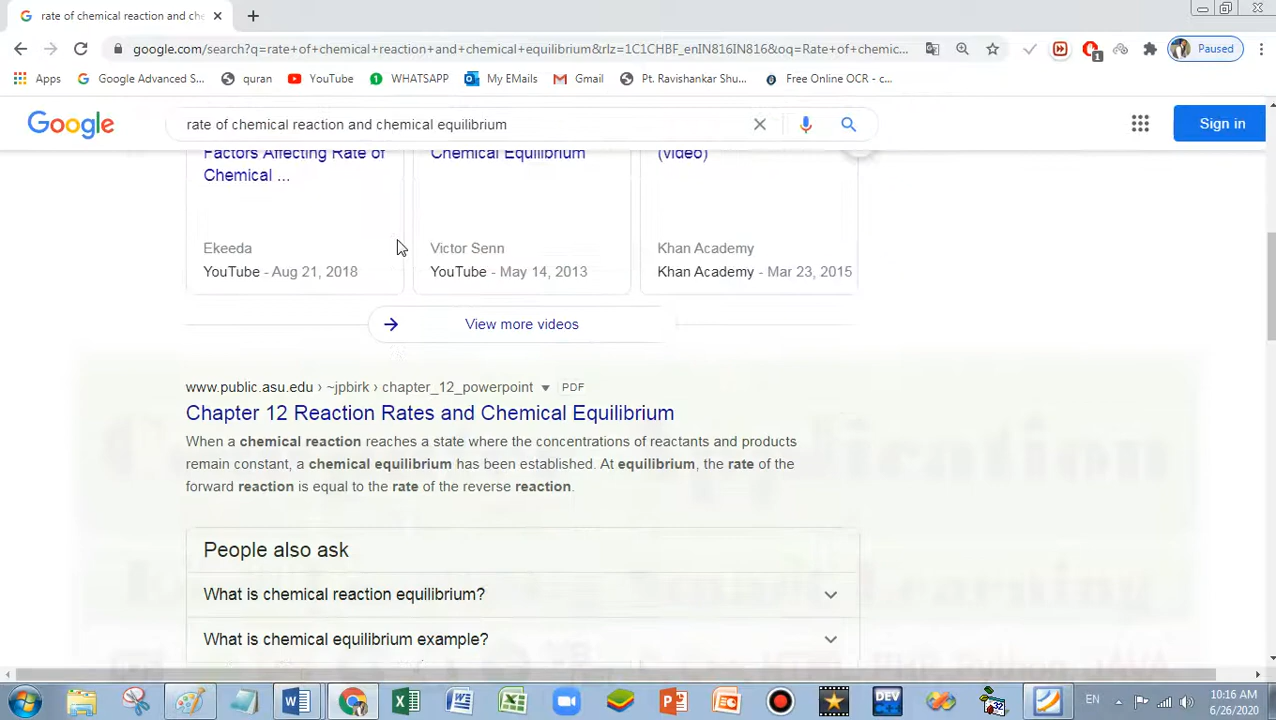 rate of chemical reaction and che
google.com/search?q=rate+of+chemical+reaction+and+chemical+equilibrium&rlz=1C1CHBF_enIN816IN816&oq=Rate+of+chemic...
1
Paused
Apps
Google Advanced S...
quran
YouTube
1 WHATSAPP
My EMails
Gmail
Pt. Ravishankar Shu...
Free Online OCR - c...
Google
rate of chemical reaction and chemical equilibrium
Sign in
Factors Affecting Rate of
Chemical ...
Chemical Equilibrium
(video)
Ekeeda
YouTube - Aug 21, 2018
Victor Senn
YouTube - May 14, 2013
Khan Academy
Khan Academy - Mar 23, 2015
View more videos
www.public.asu.edu › ~jpbirk › chapter_12_powerpoint PDF
Chapter 12 Reaction Rates and Chemical Equilibrium
When a chemical reaction reaches a state where the concentrations of reactants and products
remain constant, a chemical equilibrium has been established. At equilibrium, the rate of the
forward reaction is equal to the rate of the reverse reaction.
People also ask
What is chemical reaction equilibrium?
What is chemical equilibrium example?
DEV
32
EN
10:16 AM
6/26/2020